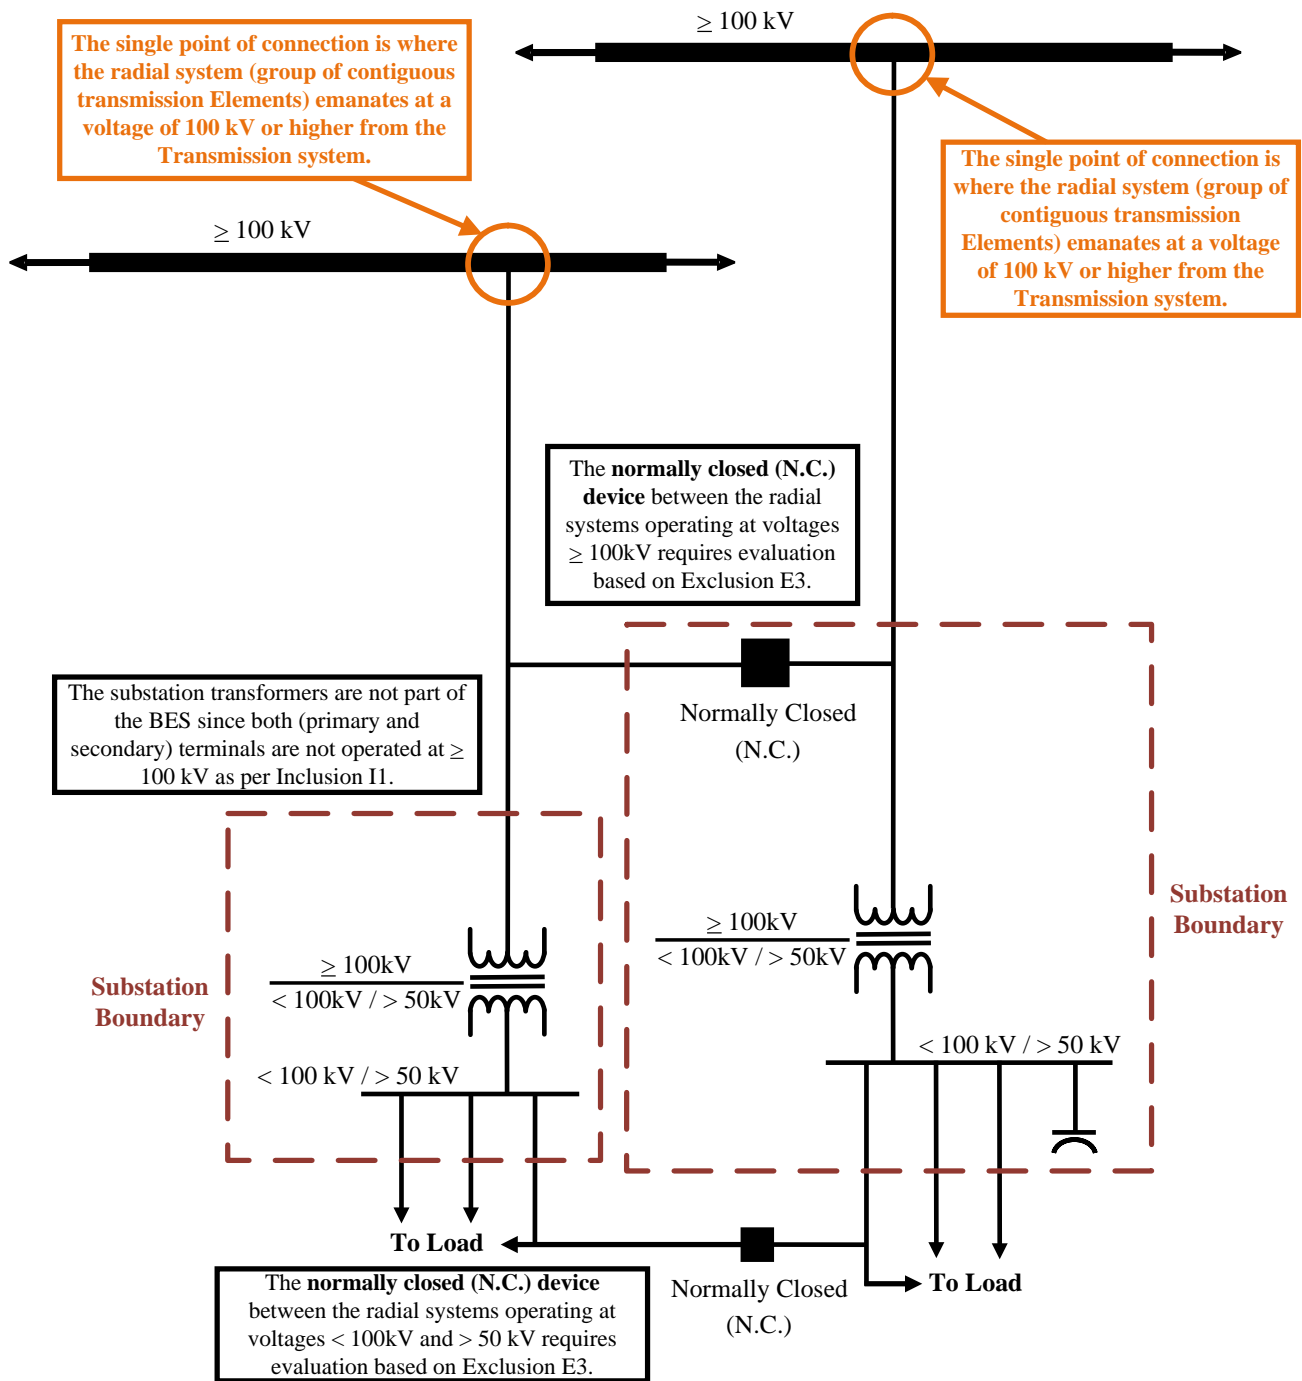 ≥ 100 kV
The single point of connection is where
the radial system (group of contiguous
transmission Elements) emanates at a
voltage of 100 kV or higher from the
Transmission system.
The single point of connection is
where the radial system (group of
contiguous transmission
Elements) emanates at a voltage
of 100 kV or higher from the
Transmission system.
≥ 100 kV
The normally closed (N.C.)
device between the radial
systems operating at voltages
≥ 100kV requires evaluation
based on Exclusion E3.
The substation transformers are not part of
the BES since both (primary and
secondary) terminals are not operated at ≥
100 kV as per Inclusion I1.
Normally Closed
(N.C.)
Substation
Boundary
≥ 100kV
< 100kV / > 50kV
≥ 100kV
< 100kV / > 50kV
Substation
Boundary
< 100 kV / > 50 kV
< 100 kV / > 50 kV
To Load
To Load
Normally Closed
(N.C.)
The normally closed (N.C.) device
between the radial systems operating at
voltages < 100kV and > 50 kV requires
evaluation based on Exclusion E3.